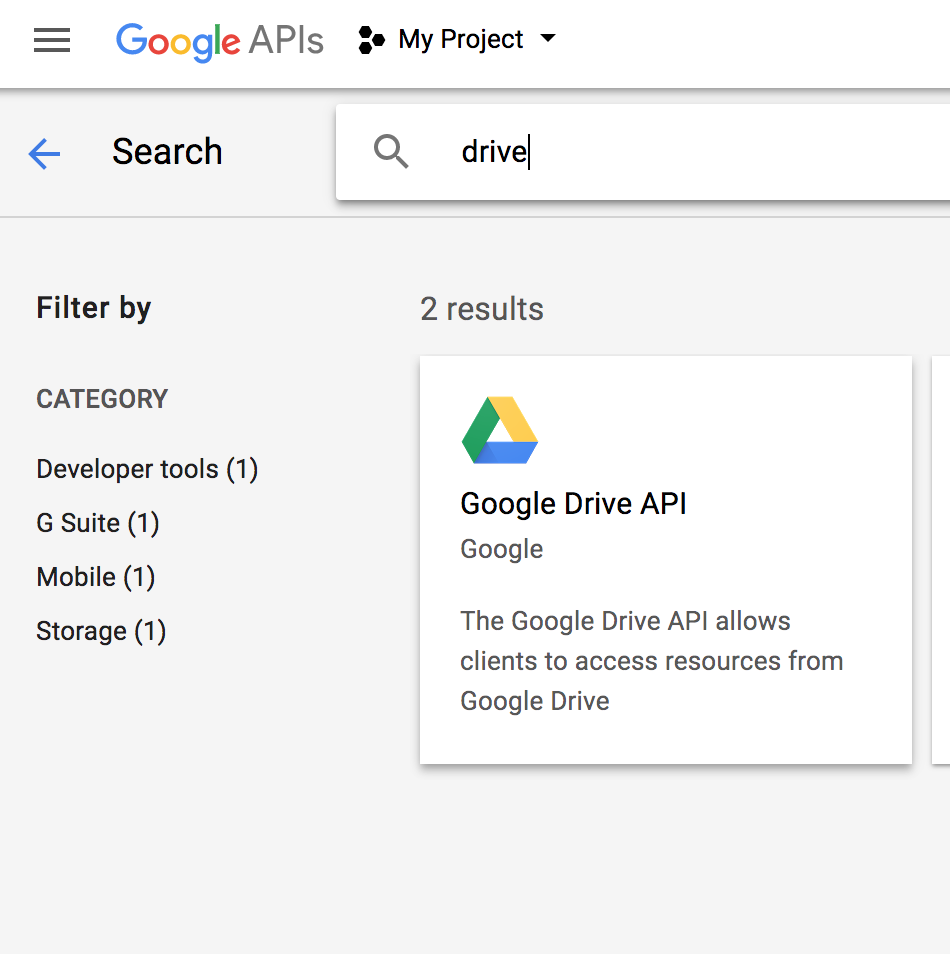 Google APIs My Project
Search
drive
Filter by
CATEGORY
Developer tools (1)
G Suite (1)
Mobile (1)
Storage (1)
2 results
Google Drive API
Google
The Google Drive API allows
clients to access resources from
Google Drive